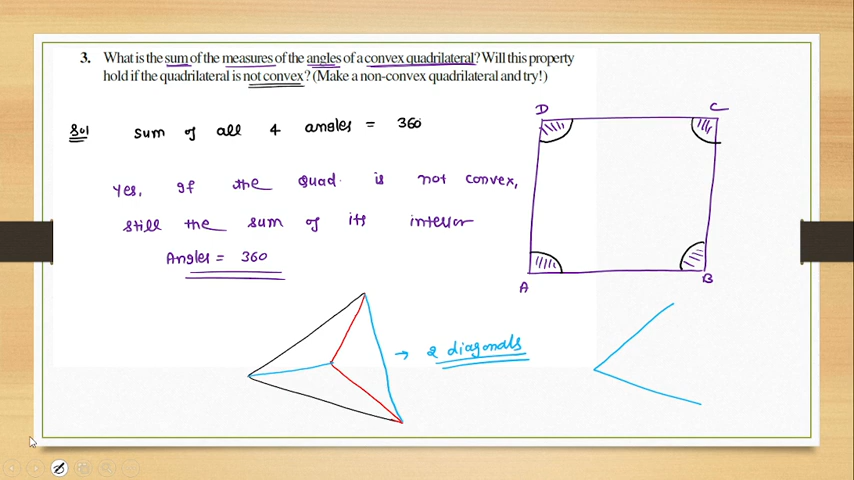 3. What is the sum of the measures of the angles of a convex quadrilateral? Will this property
hold if the quadrilateral is not convex? (Make a non-convex quadrilateral and try!)
Sol sum of all 4 angles = 360
Yes, If the Quad. is not convex,
still the sum of its interior
Angles = 360
D
C
A
B
→ 2 diagonals